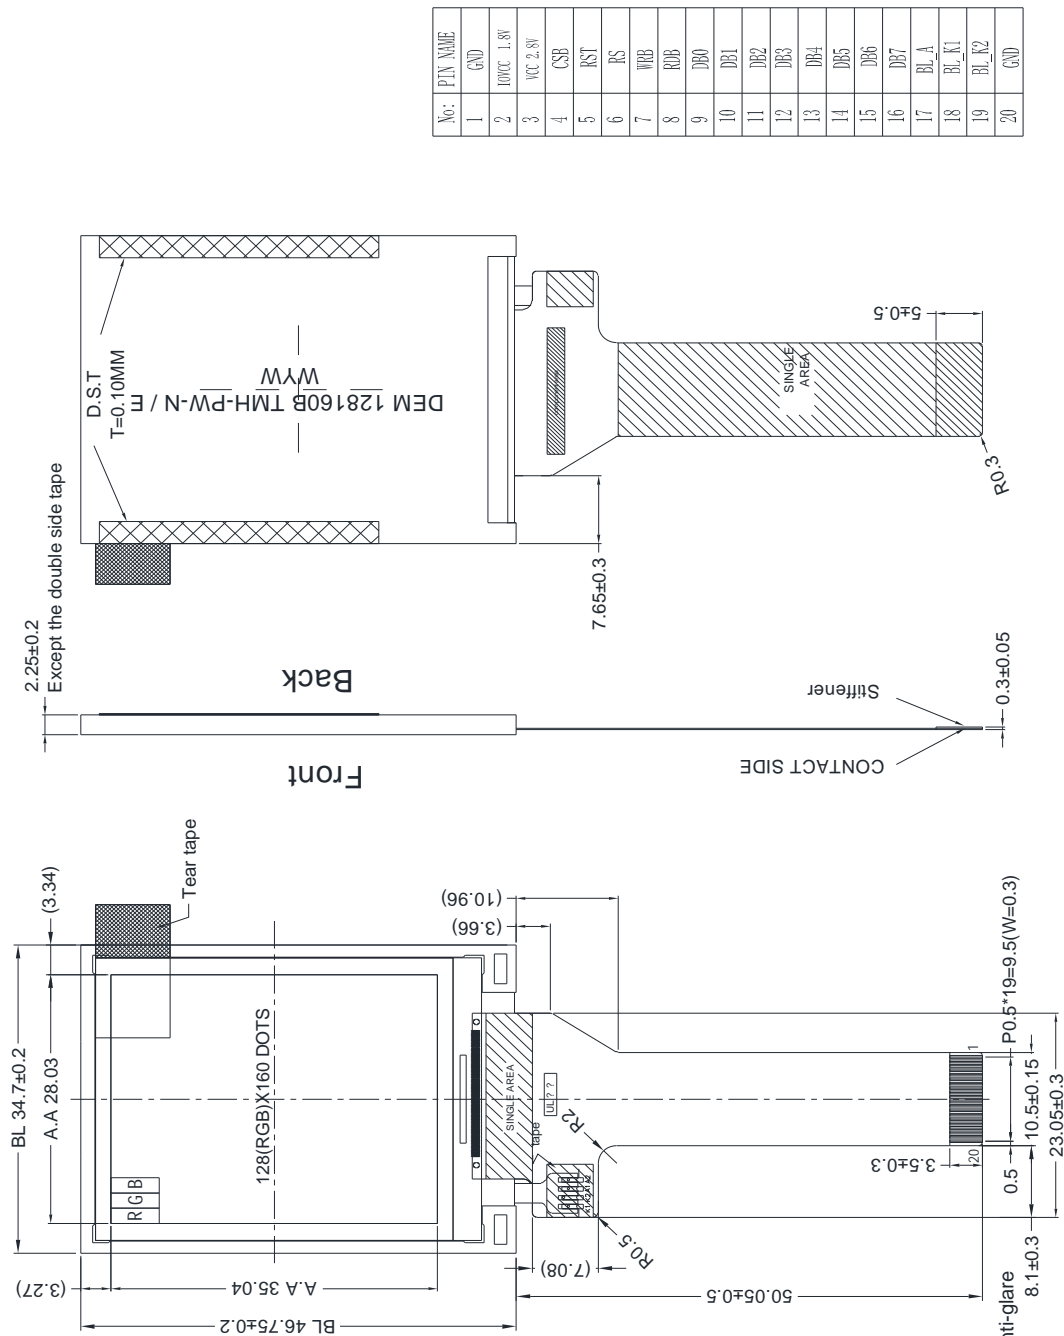 BL 34.7±0.2
A.A 28.03
(3.34)
Tear tape
R G B
128(RGB)X160 DOTS
(3.27)
A.A 35.04
BL 46.75±0.2
(3.66)
(10.96)
SINGLE AREA
tape
R2
R0.5
(7.08)
50.05±0.5
3.5±0.3
20
1
0.5
P0.5*19=9.5(W=0.3)
10.5±0.15
23.05±0.3
8.1±0.3
nti-glare
UL ? ?
2.25±0.2
Except the double side tape
Front
Back
CONTACT SIDE
Stiffener
0.3±0.05
D.S.T
T=0.10MM
DEM 128160B TMH-PW-N / E
WYW
7.65±0.3
SINGLE
AREA
5±0.5
R0.3
No: PIN NAME
1 GND
2 IOVCC 1.8V
3 VCC 2.8V
4 CSB
5 RST
6 RS
7 WRB
8 RDB
9 DB0
10 DB1
11 DB2
12 DB3
13 DB4
14 DB5
15 DB6
16 DB7
17 BL_A
18 BL_K1
19 BL_K2
20 GND